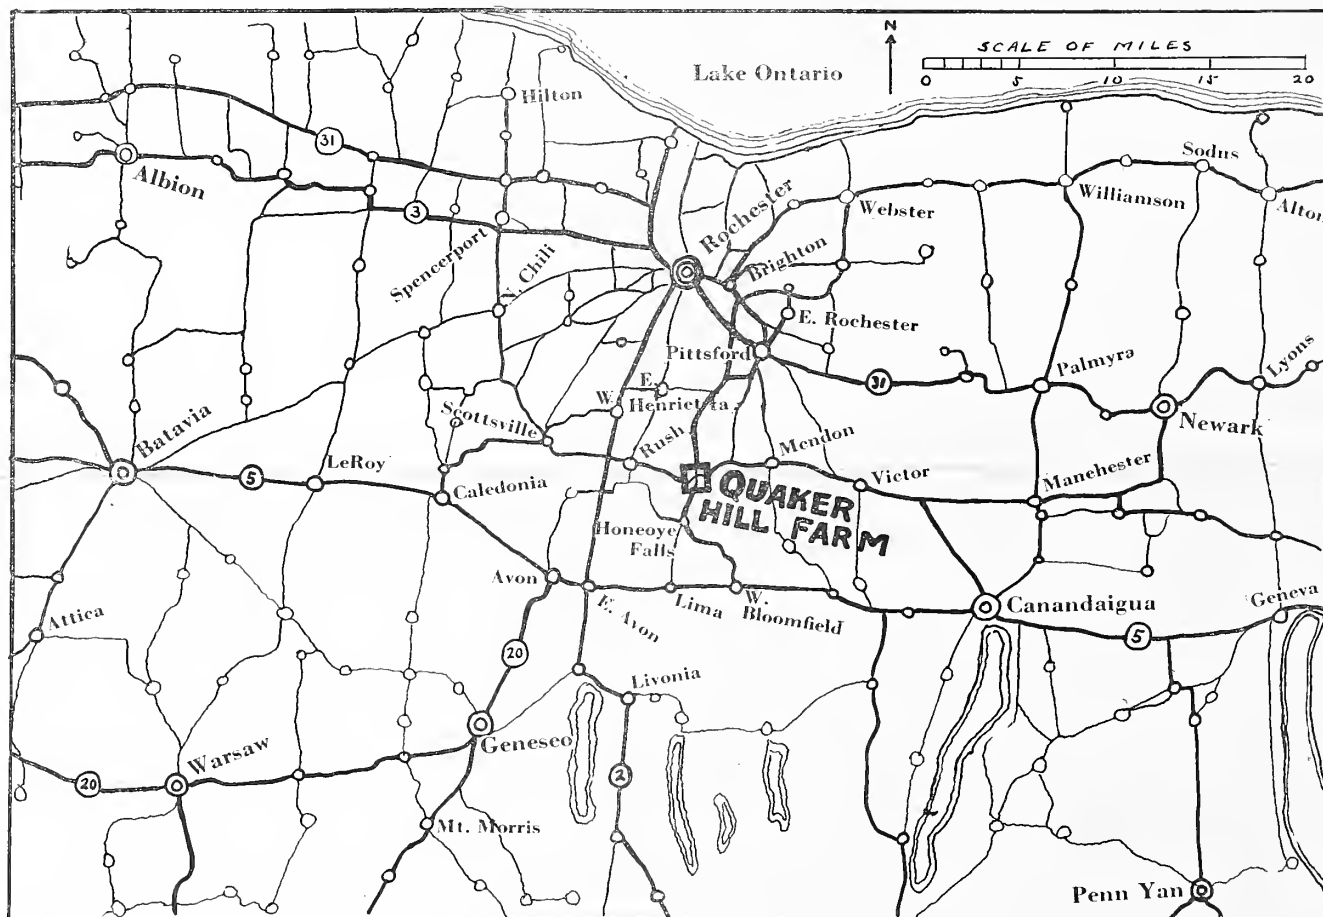 N
SCALE OF MILES
0 5 10 15 20
Lake Ontario
Hilton
31
Albion
3
Sodus
Williamson
Alton
Webster
Rochester
Brighton
Spencerport
N. Chili
E. Rochester
Pittsford
31
Palmyra
Lyons
Newark
E.
W. Henrietta
Scottsville
Batavia
Rush
Mendon
Victor
Manchester
5
LeRoy
Caledonia
QUAKER
HILL FARM
Honeoye
Falls
Avon
E. Avon
Lima
W.
Bloomfield
Canandaigua
Geneva
5
Attica
20
Livonia
Geneseo
Warsaw
20
2
Mt. Morris
Penn Yan